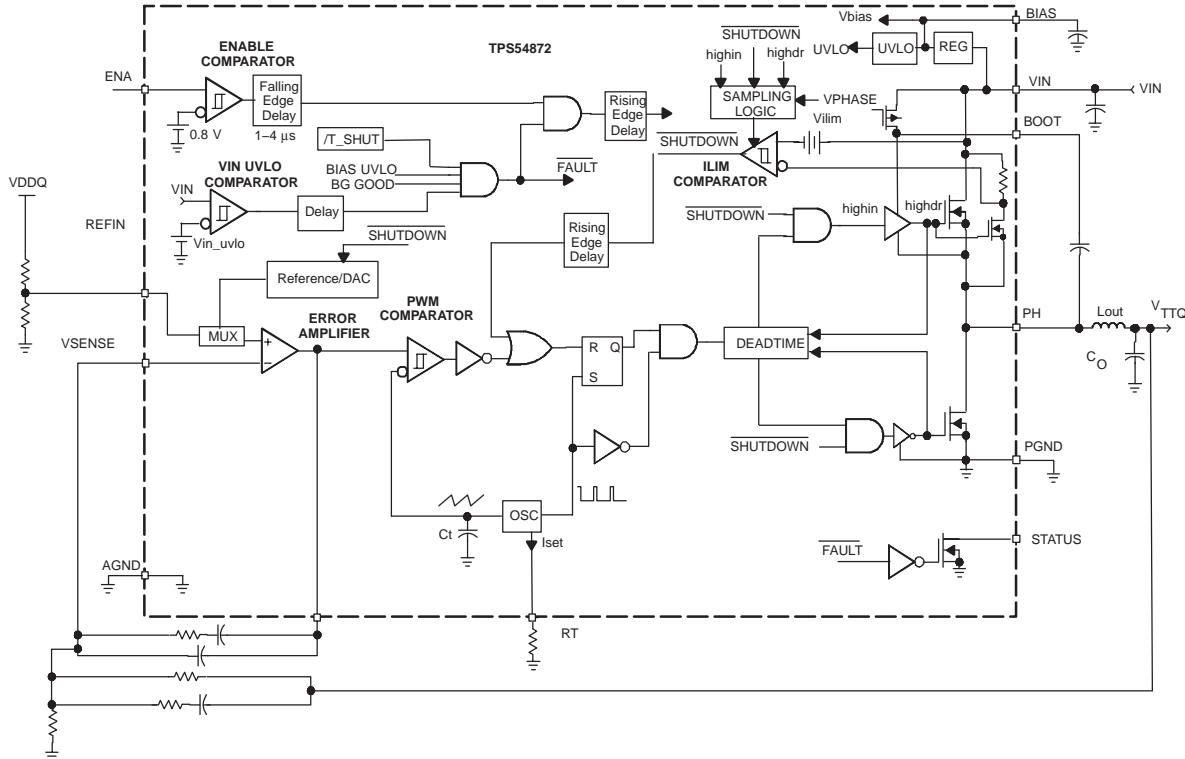 Vbias
BIAS
ENABLE
COMPARATOR
TPS54872
SHUTDOWN
highin
highdr
UVLO
UVLO
REG
ENA
Falling
Edge
Delay
0.8 V
1–4 μs
Rising
Edge
Delay
SAMPLING
LOGIC
VPHASE
VIN
VIN
Vilim
BOOT
/T_SHUT
SHUTDOWN
BIAS UVLO
BG GOOD
FAULT
ILIM
COMPARATOR
VIN UVLO
COMPARATOR
VDDQ
VIN
Delay
REFIN
Vin_uvlo
SHUTDOWN
SHUTDOWN
highin
highdr
Rising
Edge
Delay
Reference/DAC
PWM
COMPARATOR
ERROR
AMPLIFIER
MUX
VSENSE
+
−
R Q
S
DEADTIME
PH
Lout
VTTQ
CO
SHUTDOWN
PGND
OSC
Ct
Iset
STATUS
FAULT
AGND
RT